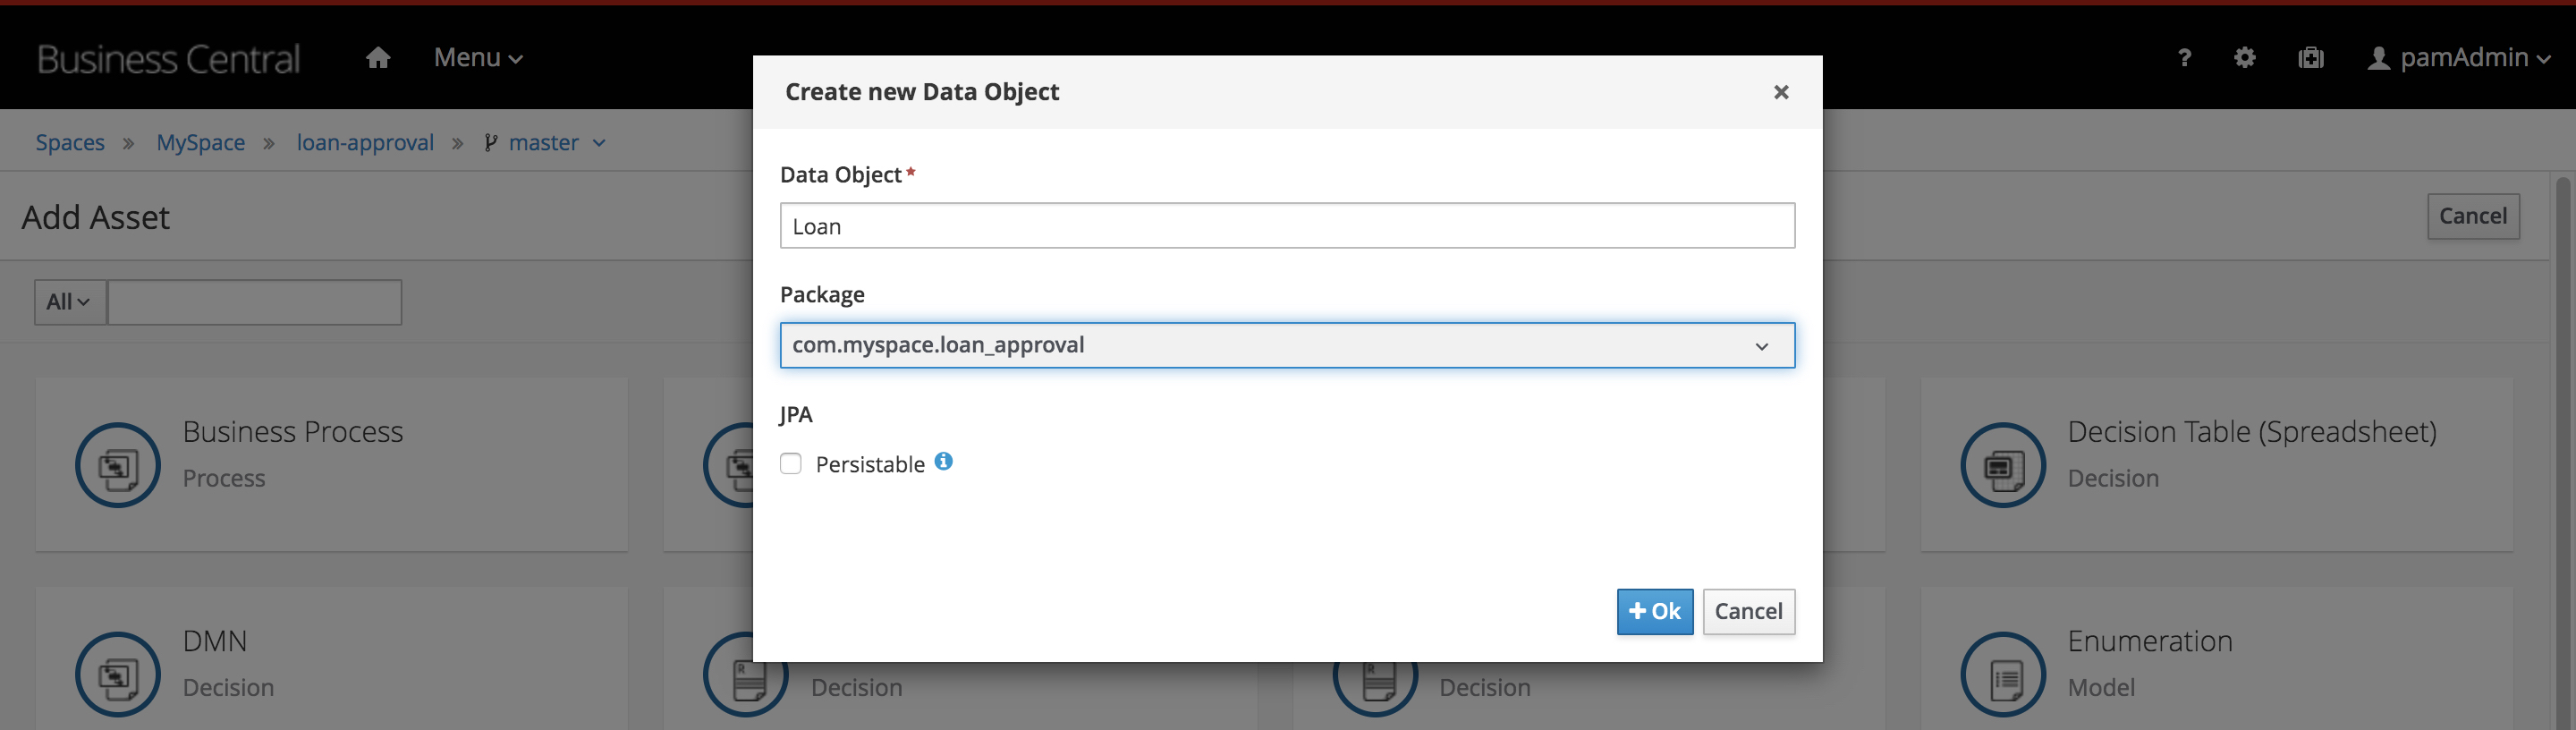 Business Central Menu ? pamAdmin
Create new Data Object ×
Spaces » MySpace » loan-approval » master
Data Object*
Loan
Add Asset
Cancel
Package
All
com.myspace.loan_approval
JPA
Persistable
Business Process
Process
Decision Table (Spreadsheet)
Decision
+ Ok Cancel
DMN
Decision
Decision
Decision
Enumeration
Model